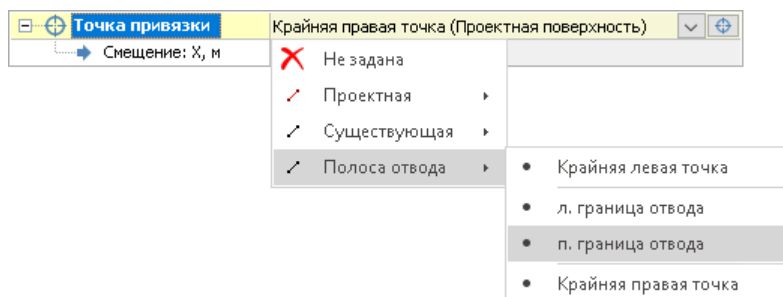 Точка привязки Крайняя правая точка (Проектная поверхность)
Смещение: X, м
Не задана
Проектная
Существующая
Полоса отвода
Крайняя левая точка
л. граница отвода
п. граница отвода
Крайняя правая точка